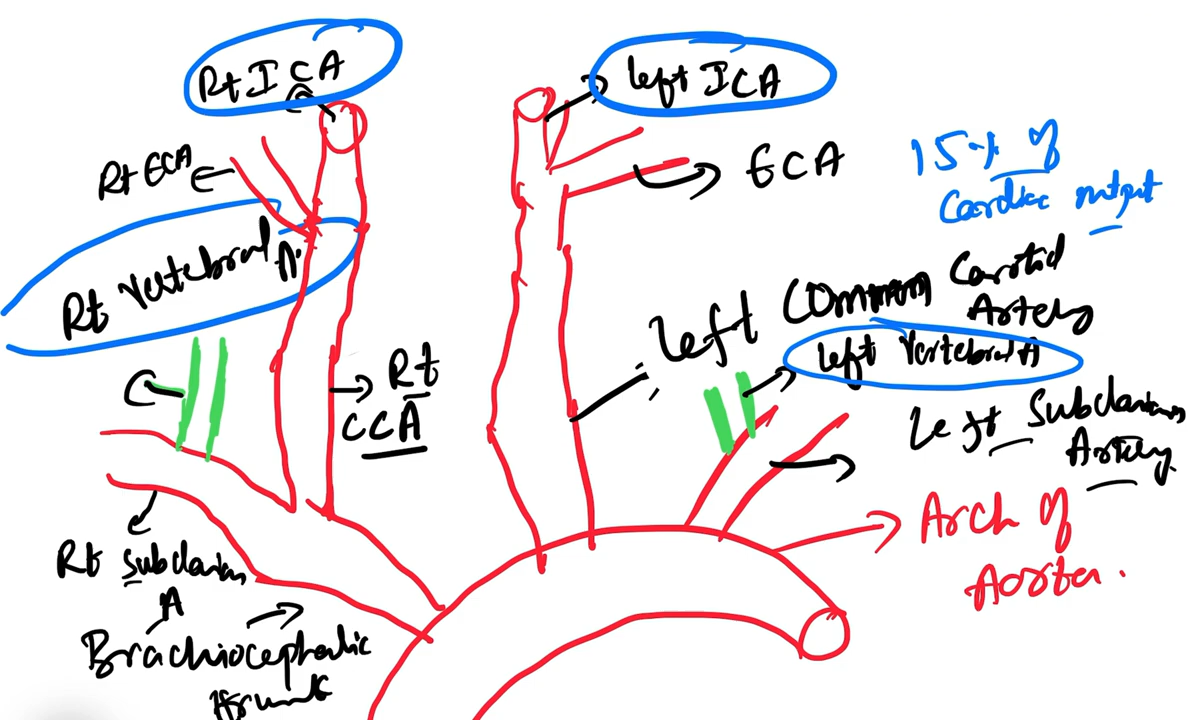 Rt ICA
left ICA
Rt ECA
ECA
15% of
Cardiac output
Rt Vertebral A.
left Common Carotid
Artery
left Vertebral A
Rt
CCA
Left Subclavian
Artery
Arch of
Aorta.
Rt Subclavian
A
Brachiocephalic
trunk